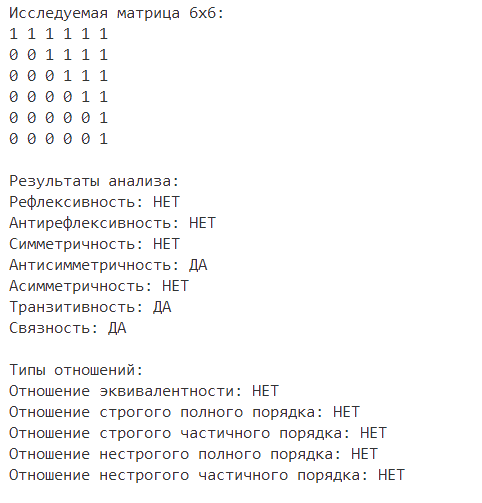 Исследуемая матрица 6x6:
1 1 1 1 1 1
0 0 1 1 1 1
0 0 0 1 1 1
0 0 0 0 1 1
0 0 0 0 0 1
0 0 0 0 0 1
Результаты анализа:
Рефлексивность: НЕТ
Антирефлексивность: НЕТ
Симметричность: НЕТ
Антисимметричность: ДА
Асимметричность: НЕТ
Транзитивность: ДА
Связность: ДА
Типы отношений:
Отношение эквивалентности: НЕТ
Отношение строгого полного порядка: НЕТ
Отношение строгого частичного порядка: НЕТ
Отношение нестрогого полного порядка: НЕТ
Отношение нестрогого частичного порядка: НЕТ